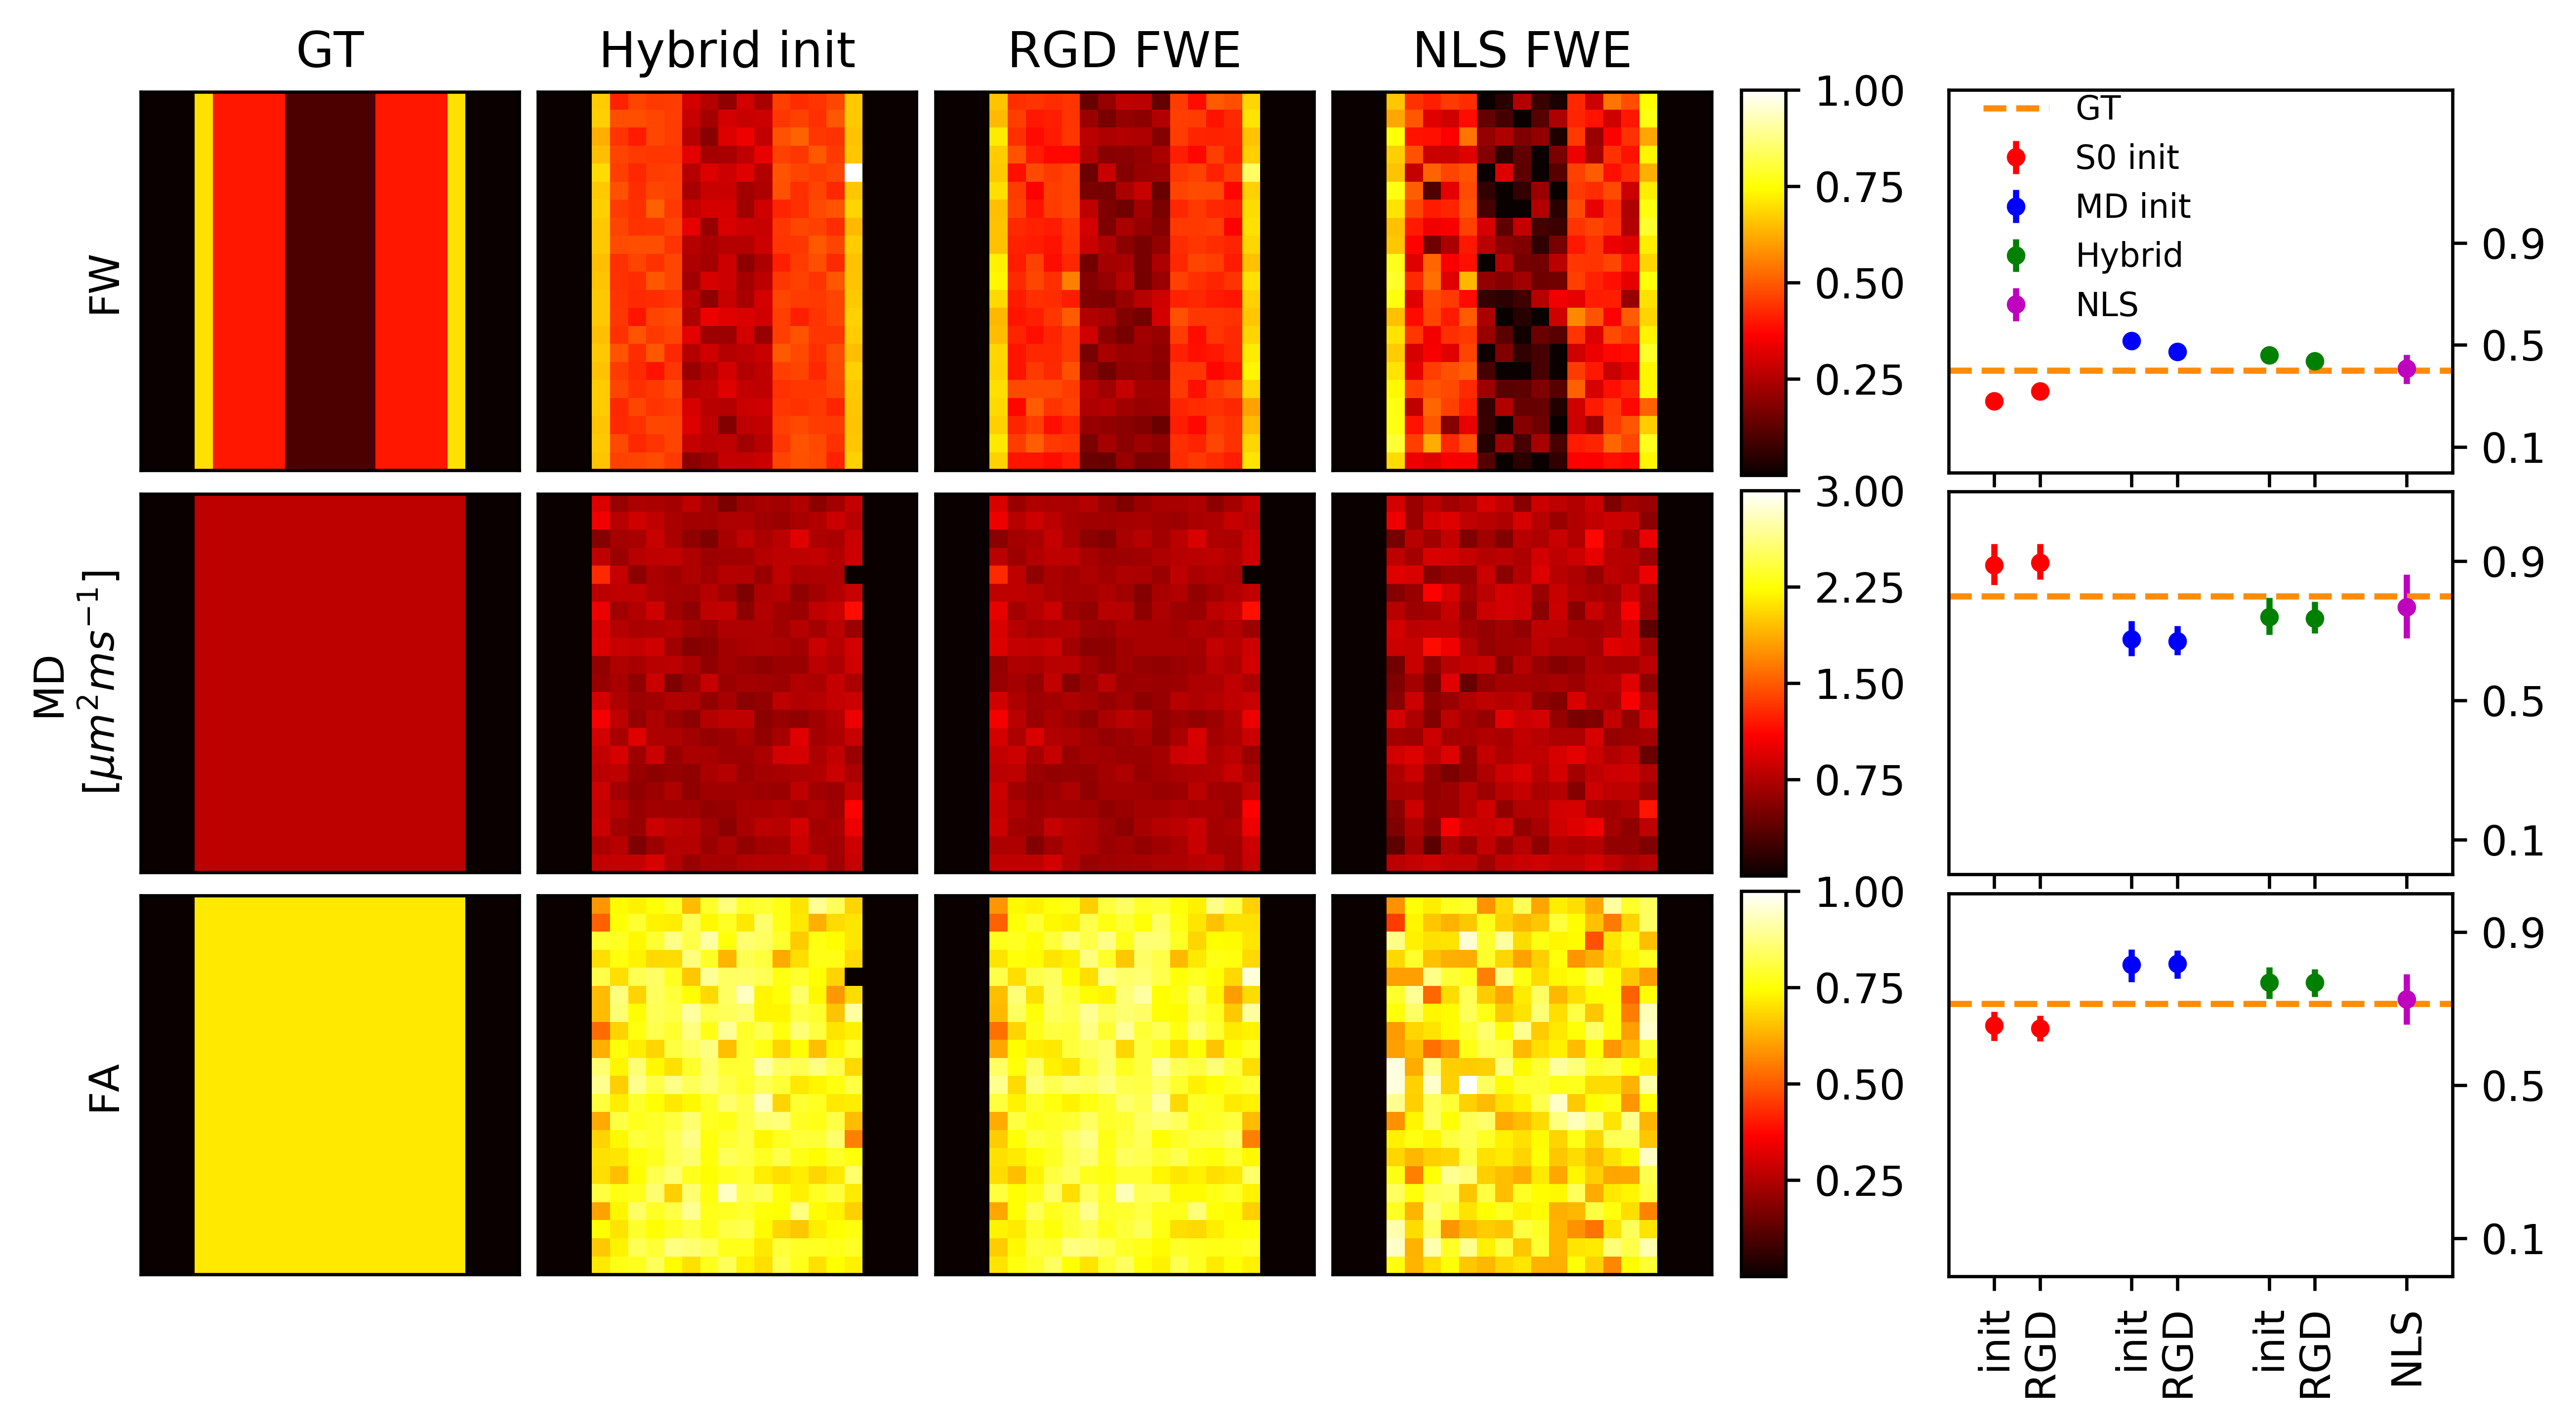 GT Hybrid init RGD FWE NLS FWE
FW
1.00
0.75
0.50
0.25
GT
S0 init
MD init
Hybrid
NLS
0.9
0.5
0.1
MD
[μm²ms⁻¹]
3.00
2.25
1.50
0.75
0.9
0.5
0.1
FA
1.00
0.75
0.50
0.25
0.9
0.5
0.1
init RGD init RGD init RGD NLS